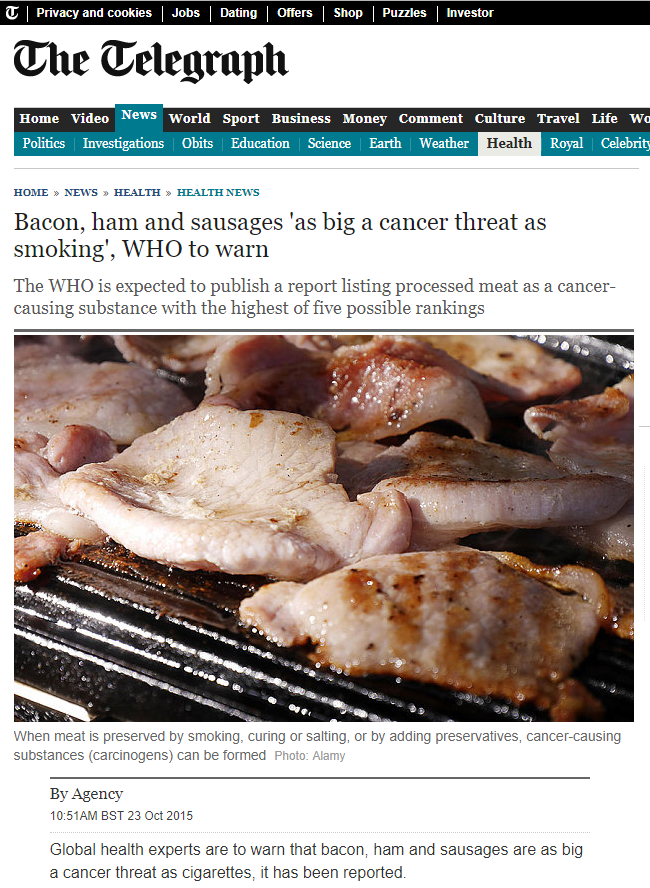 Privacy and cookies Jobs Dating Offers Shop Puzzles Investor
The Telegraph
Home Video News World Sport Business Money Comment Culture Travel Life Wo
Politics Investigations Obits Education Science Earth Weather Health Royal Celebrity
HOME » NEWS » HEALTH » HEALTH NEWS
Bacon, ham and sausages 'as big a cancer threat as
smoking', WHO to warn
The WHO is expected to publish a report listing processed meat as a cancer-
causing substance with the highest of five possible rankings
When meat is preserved by smoking, curing or salting, or by adding preservatives, cancer-causing
substances (carcinogens) can be formed Photo: Alamy
By Agency
10:51AM BST 23 Oct 2015
Global health experts are to warn that bacon, ham and sausages are as big
a cancer threat as cigarettes, it has been reported.